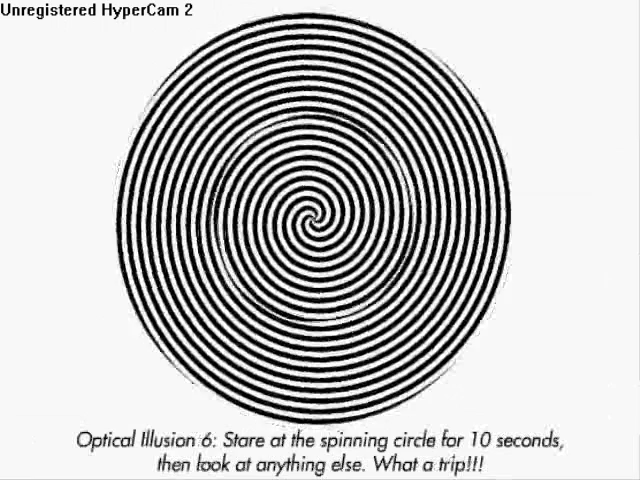 Unregistered HyperCam 2
Optical Illusion 6: Stare at the spinning circle for 10 seconds,
then look at anything else. What a trip!!!